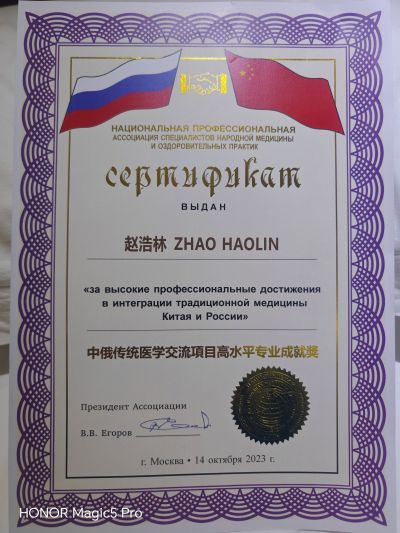 НАЦИОНАЛЬНАЯ ПРОФЕССИОНАЛЬНАЯ
АССОЦИАЦИЯ СПЕЦИАЛИСТОВ НАРОДНОЙ МЕДИЦИНЫ
И ОЗДОРОВИТЕЛЬНЫХ ПРАКТИК
сертификат
ВЫДАН
赵浩林 ZHAO HAOLIN
«за высокие профессиональные достижения
в интеграции традиционной медицины
Китая и России»
中俄传统医学交流項目高水平专业成就獎
Президент Ассоциации
В.В. Егоров
г. Москва • 14 октября 2023 г.
HONOR Magic5 Pro